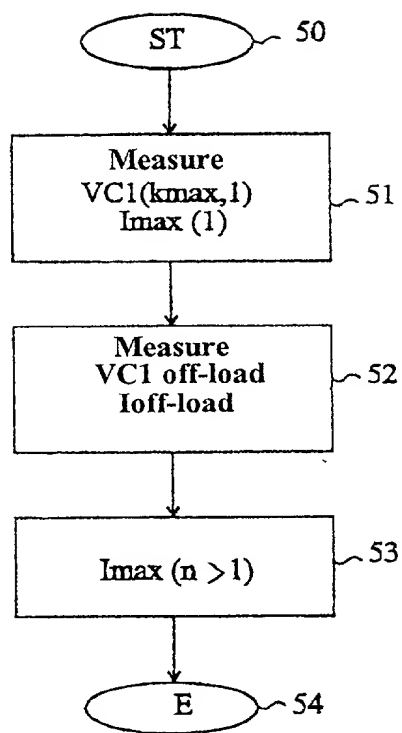 ST
50
Measure
VC1(kmax,1)
Imax (1)
51
Measure
VC1 off-load
Ioff-load
52
Imax (n > 1)
53
E
54